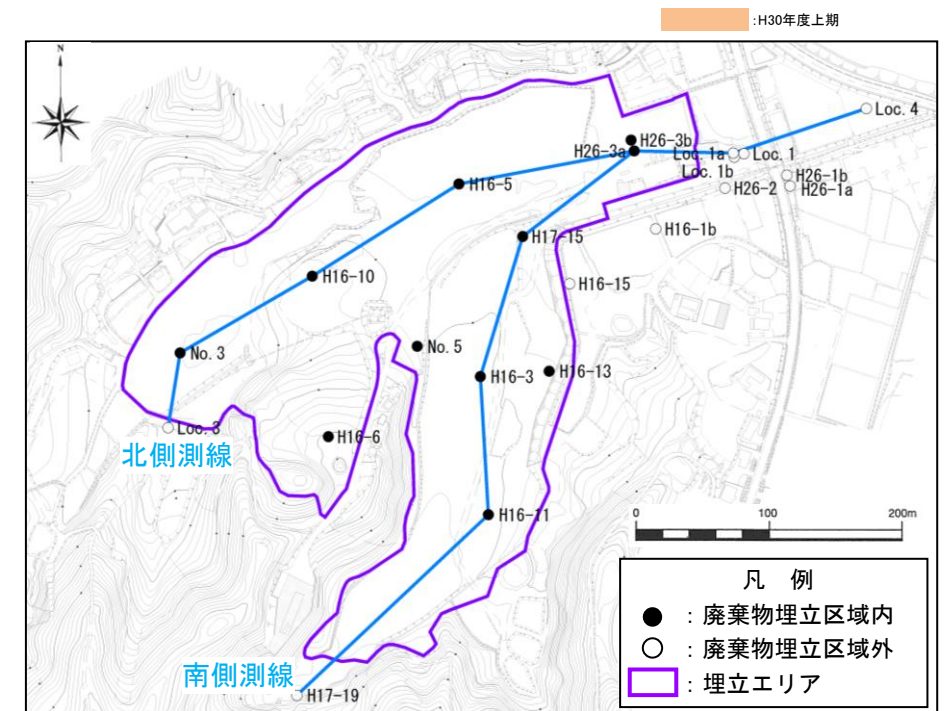 :H30年度上期
N
Loc. 4
H26-3b
H26-3a
Loc. 1a
Loc. 1
Loc. 1b
H26-1b
H26-1a
H26-2
H16-5
H16-1b
H17-15
H16-10
H16-15
No. 3
No. 5
H16-3
H16-13
Loc. 3
H16-6
北側測線
H16-11
0 100 200m
凡 例
● : 廃棄物埋立区域内
○ : 廃棄物埋立区域外
: 埋立エリア
南側測線
H17-19